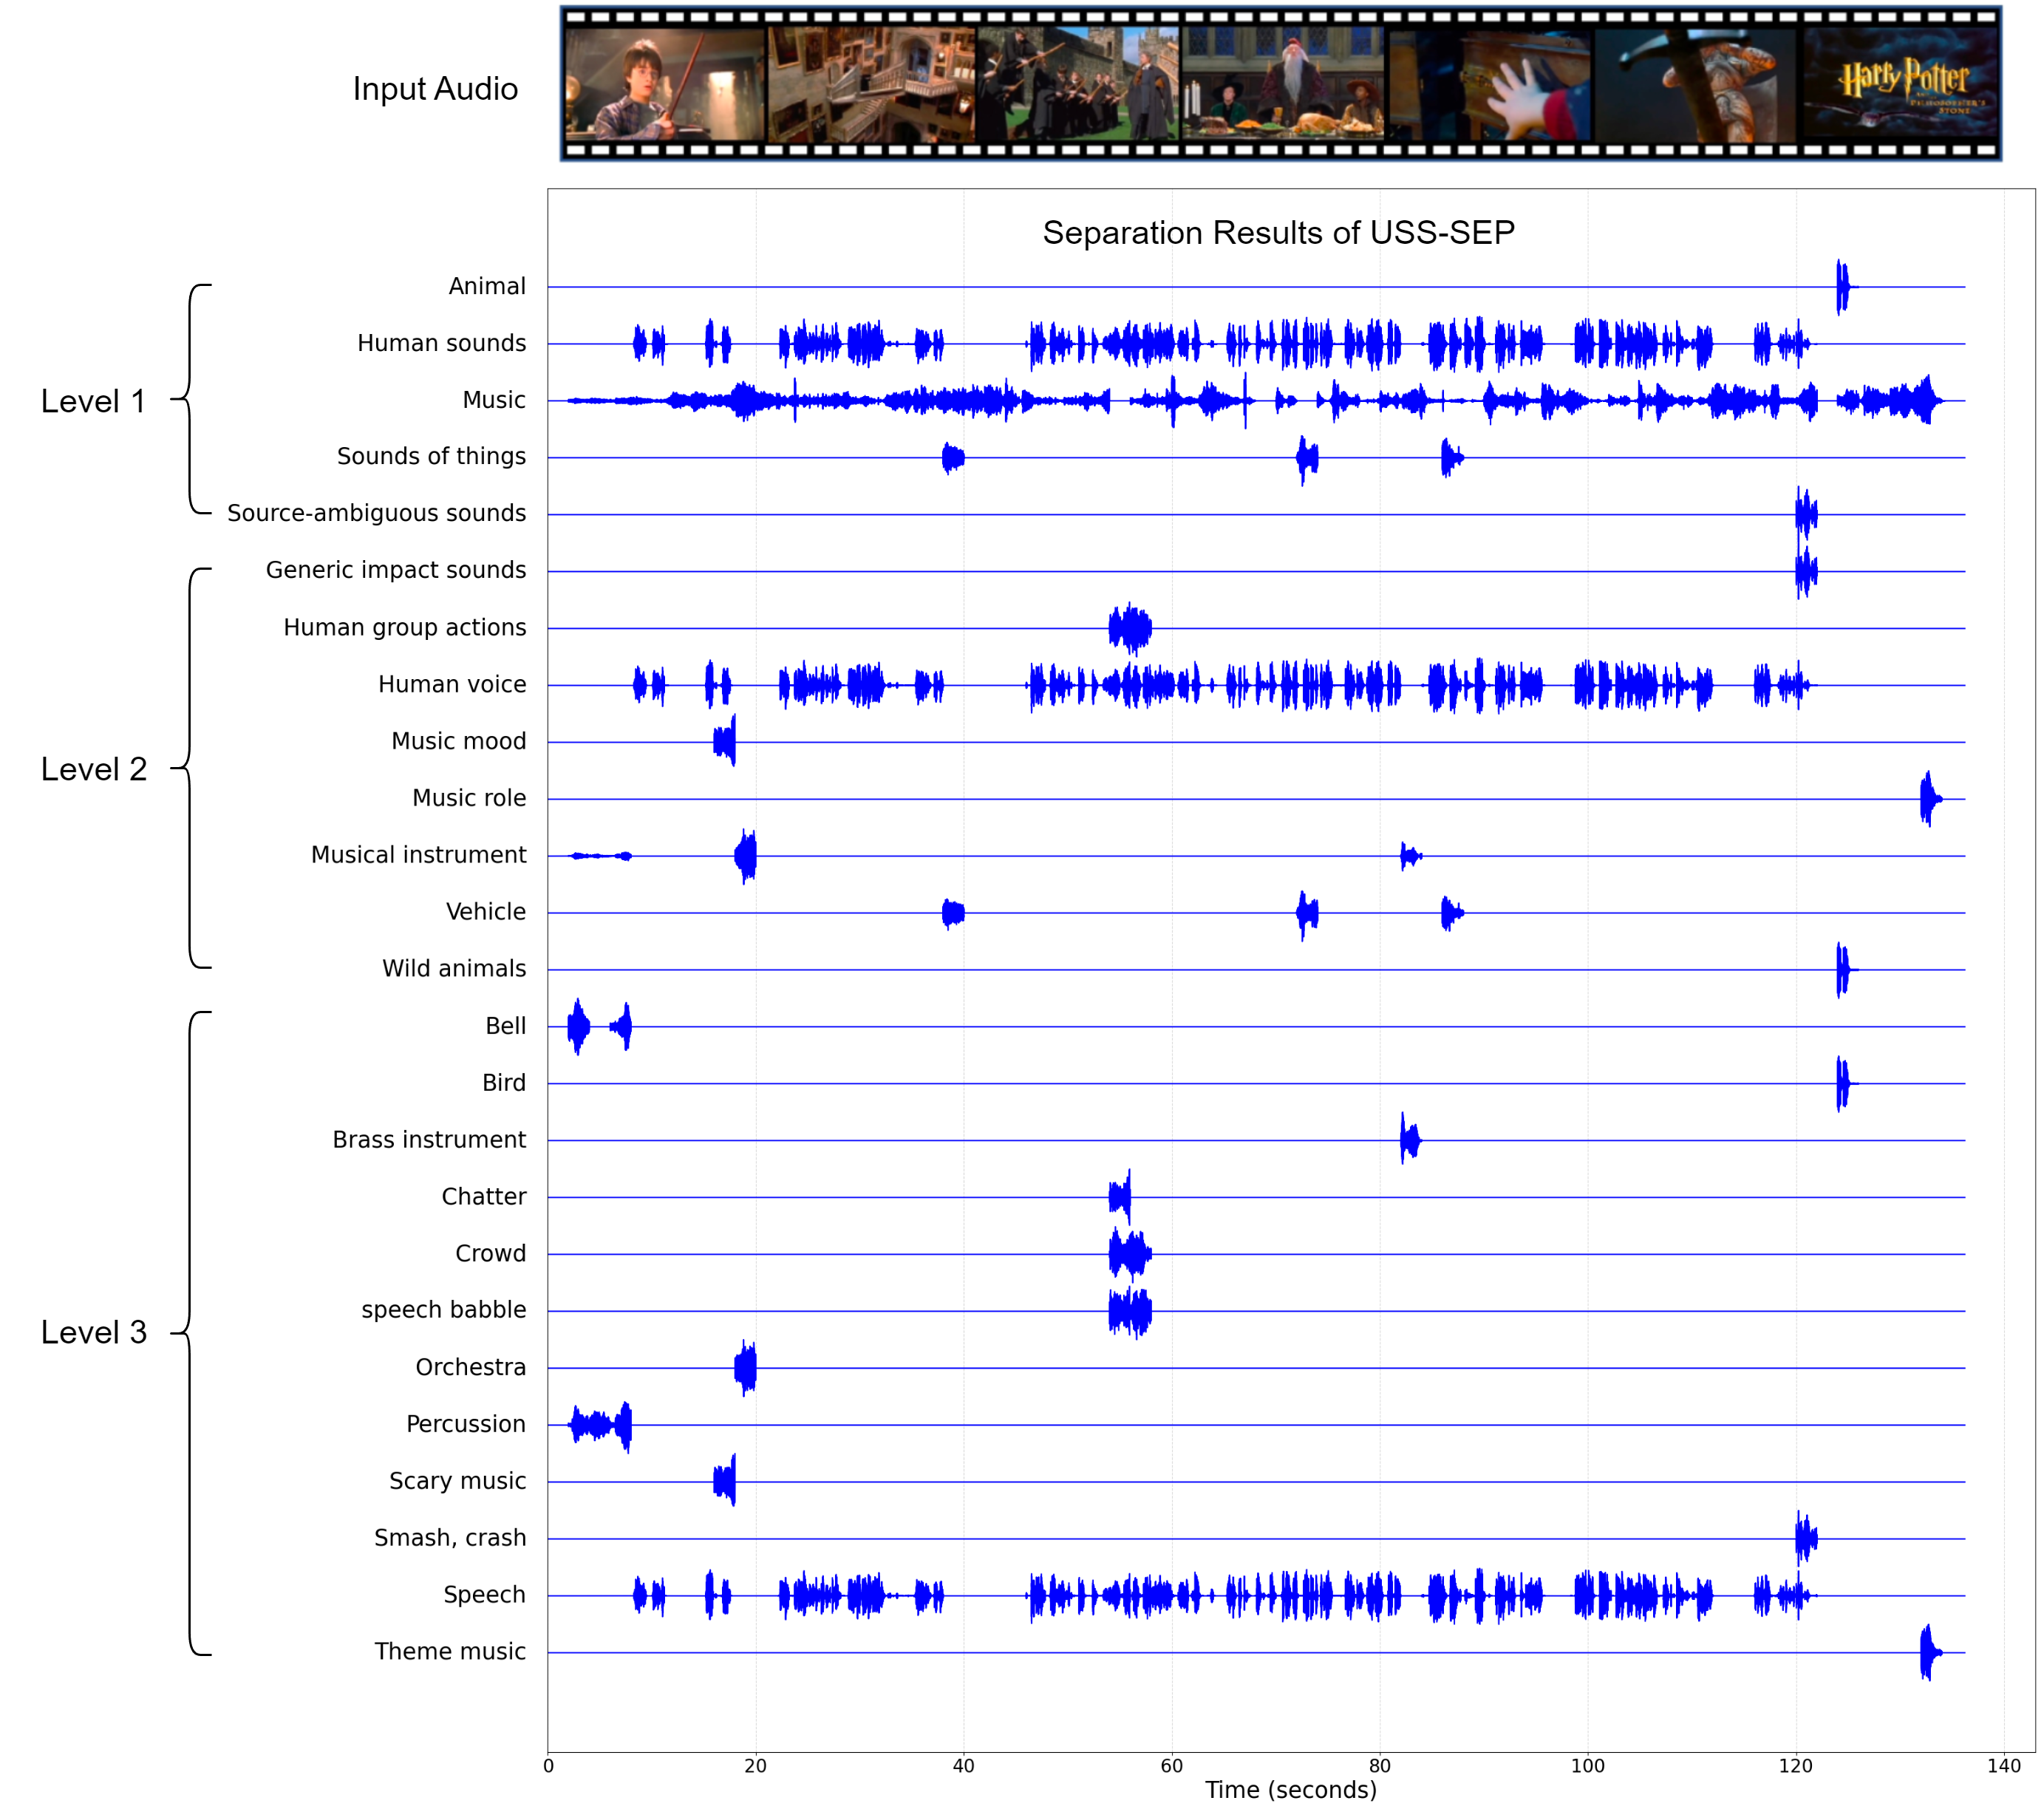 Input Audio
Harry Potter
STONE
Separation Results of USS-SEP
Level 1
Animal
Human sounds
Music
Sounds of things
Source-ambiguous sounds
Level 2
Generic impact sounds
Human group actions
Human voice
Music mood
Music role
Musical instrument
Vehicle
Wild animals
Level 3
Bell
Bird
Brass instrument
Chatter
Crowd
speech babble
Orchestra
Percussion
Scary music
Smash, crash
Speech
Theme music
0 20 40 60 80 100 120 140
Time (seconds)